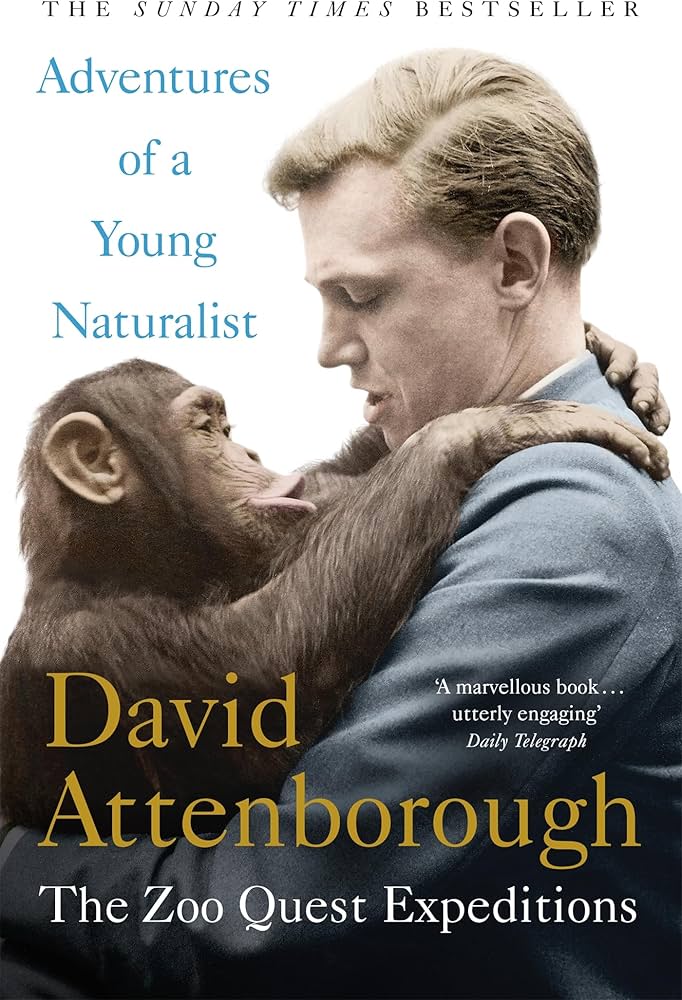 THE SUNDAY TIMES BESTSELLER
Adventures
of a
Young
Naturalist
David
Attenborough
'A marvellous book...
utterly engaging'
Daily Telegraph
The Zoo Quest Expeditions